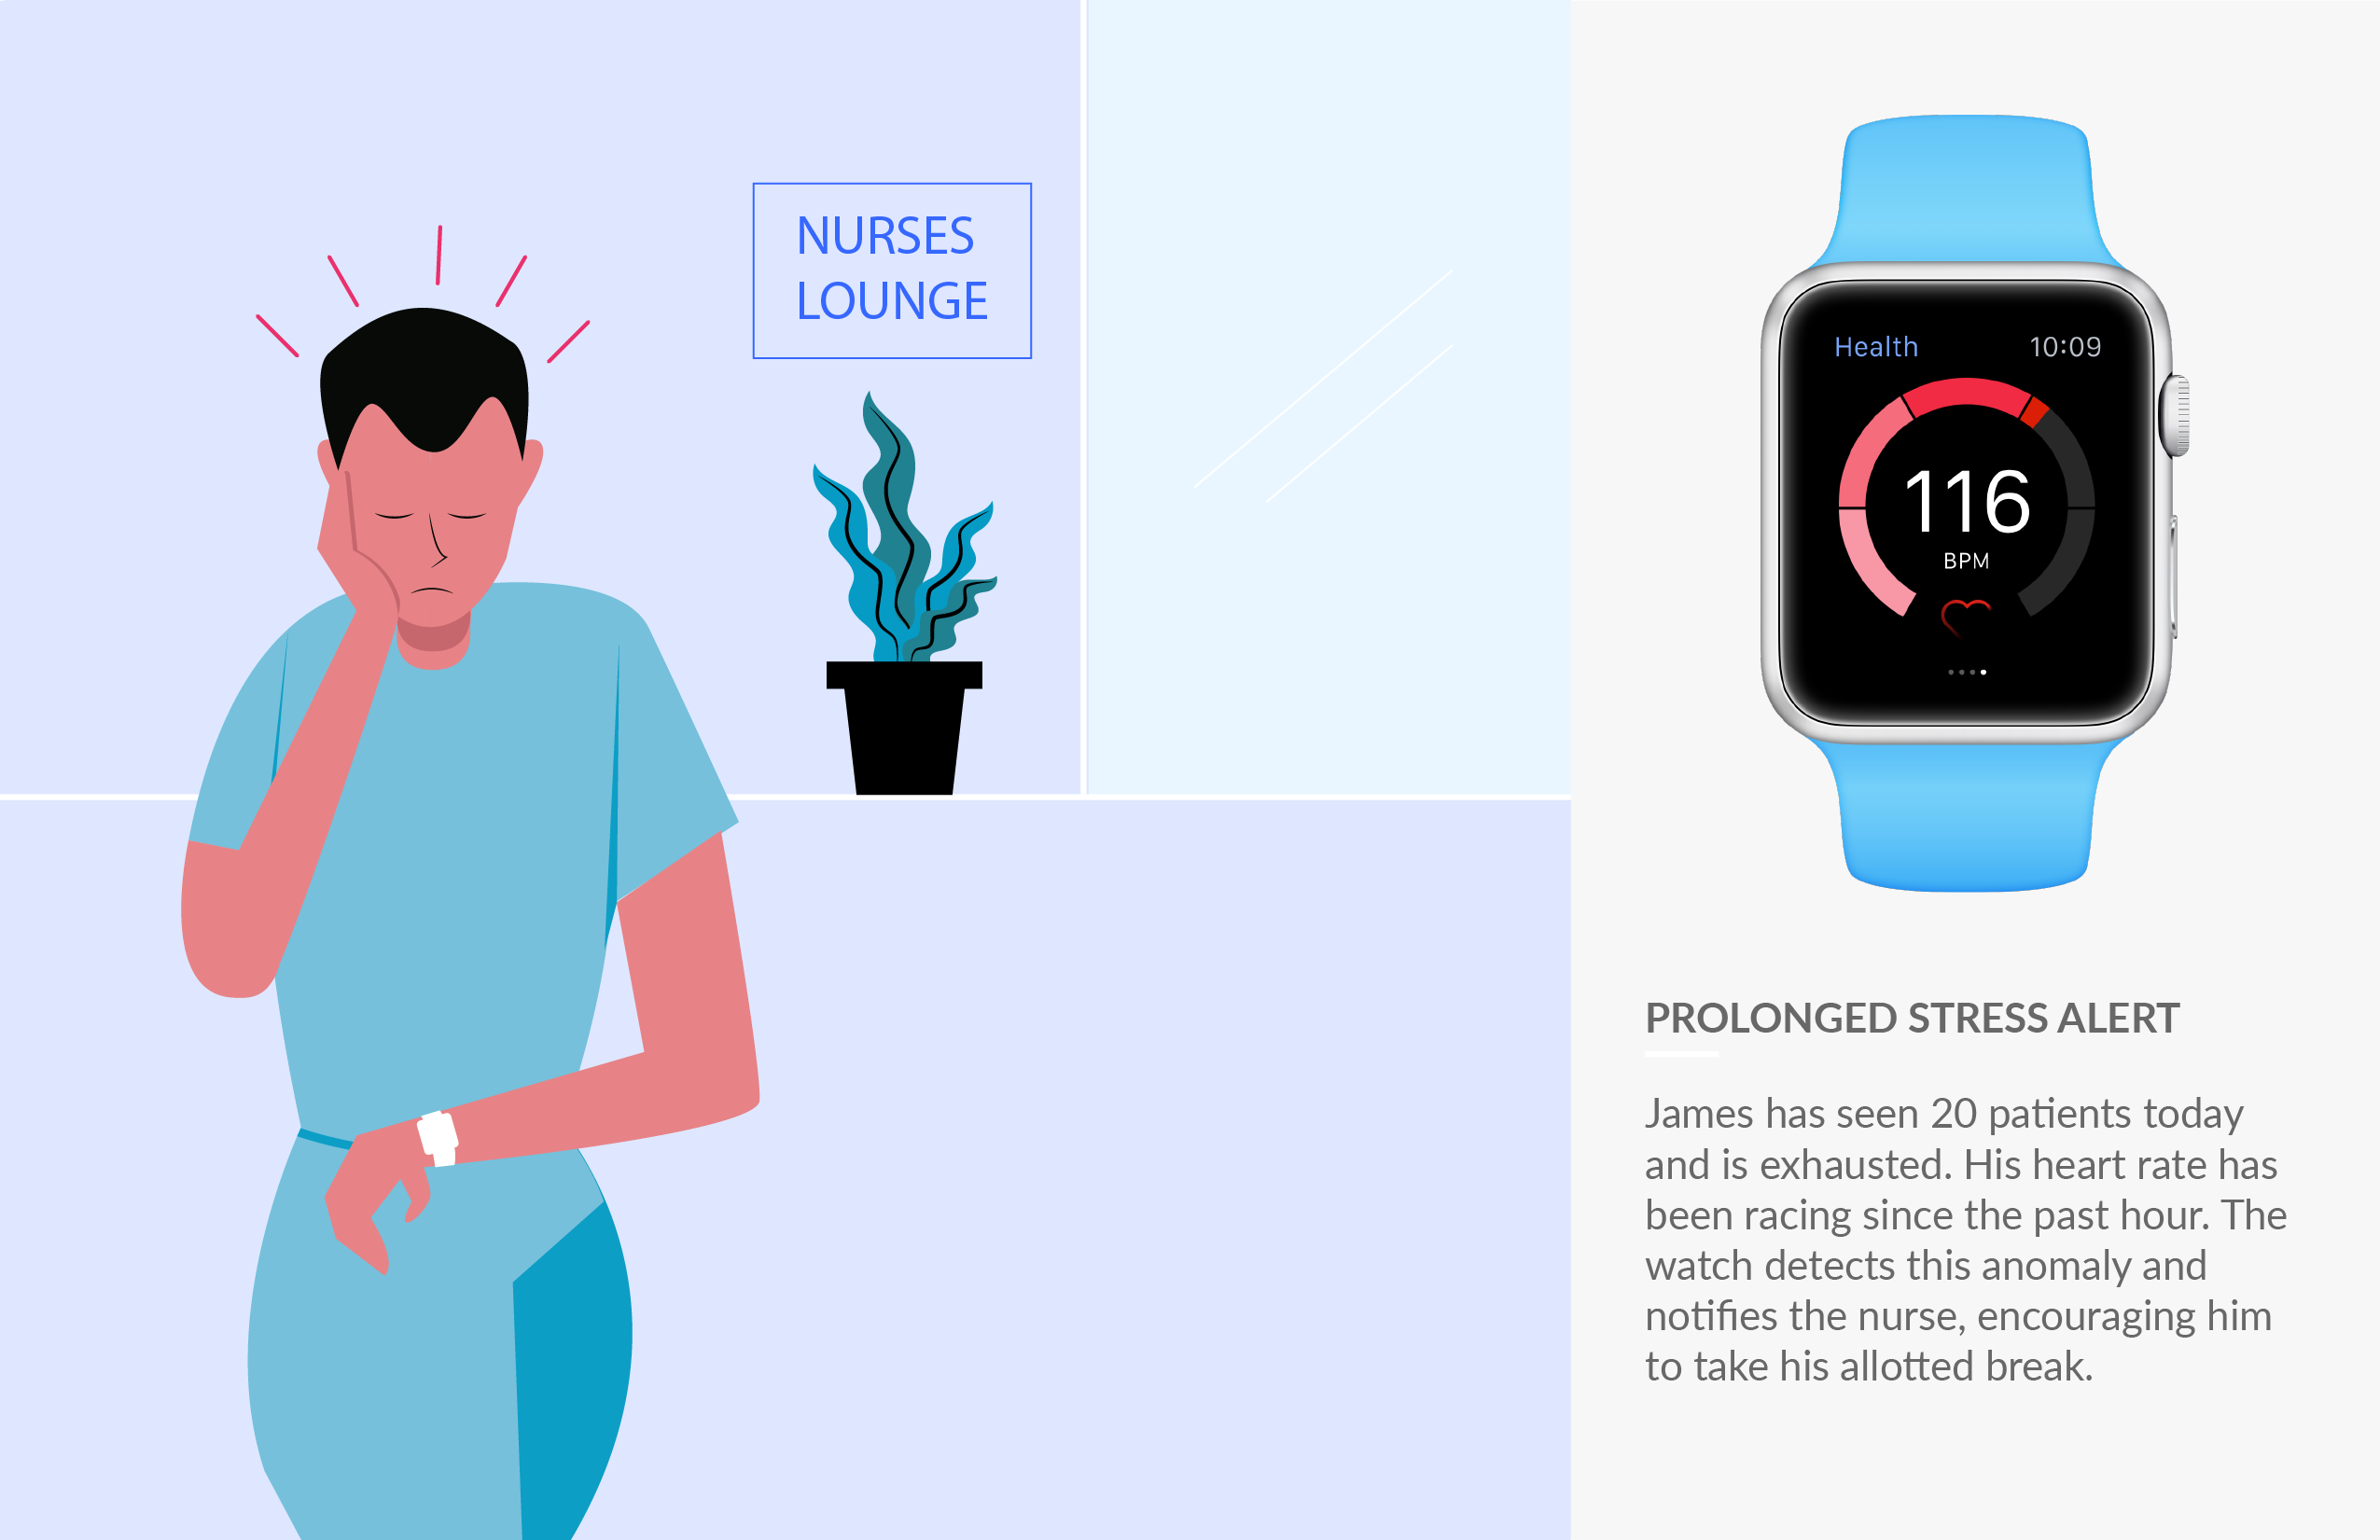 NURSES
LOUNGE
Health 10:09
116
BPM
PROLONGED STRESS ALERT
James has seen 20 patients today
and is exhausted. His heart rate has
been racing since the past hour. The
watch detects this anomaly and
notifies the nurse, encouraging him
to take his allotted break.